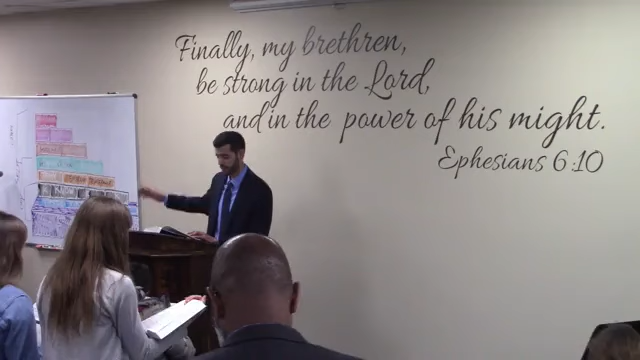 Finally, my brethren,
be strong in the Lord,
and in the power of his might.
Ephesians 6:10